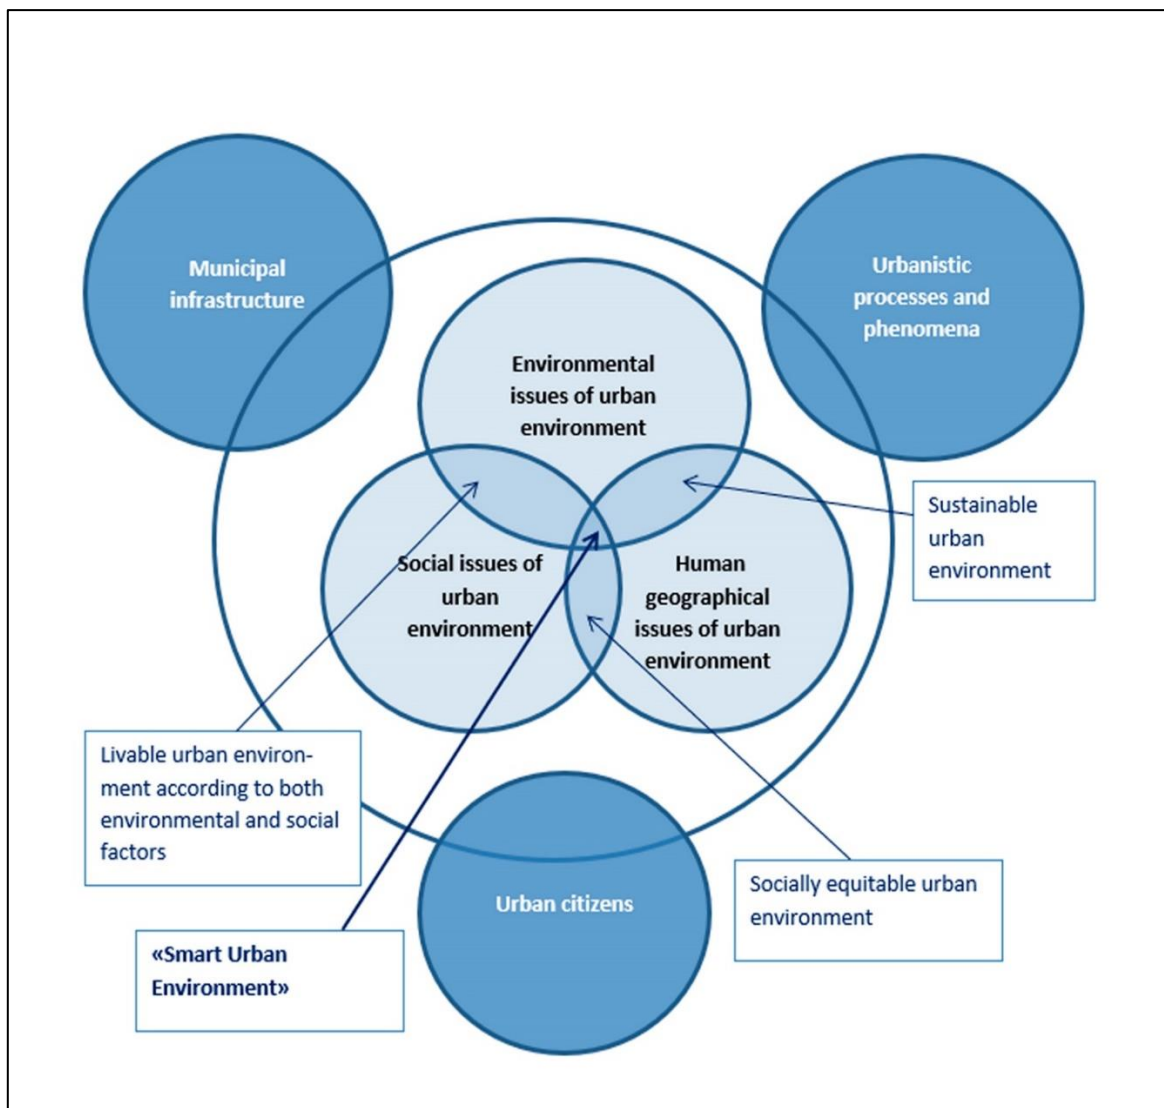 Municipal
infrastructure
Urbanistic
processes and
phenomena
Environmental
issues of urban
environment
Sustainable
urban
environment
Social issues of
urban
environment
Human
geographical
issues of urban
environment
Livable urban environ-
ment according to both
environmental and social
factors
Socially equitable urban
environment
Urban citizens
«Smart Urban
Environment»